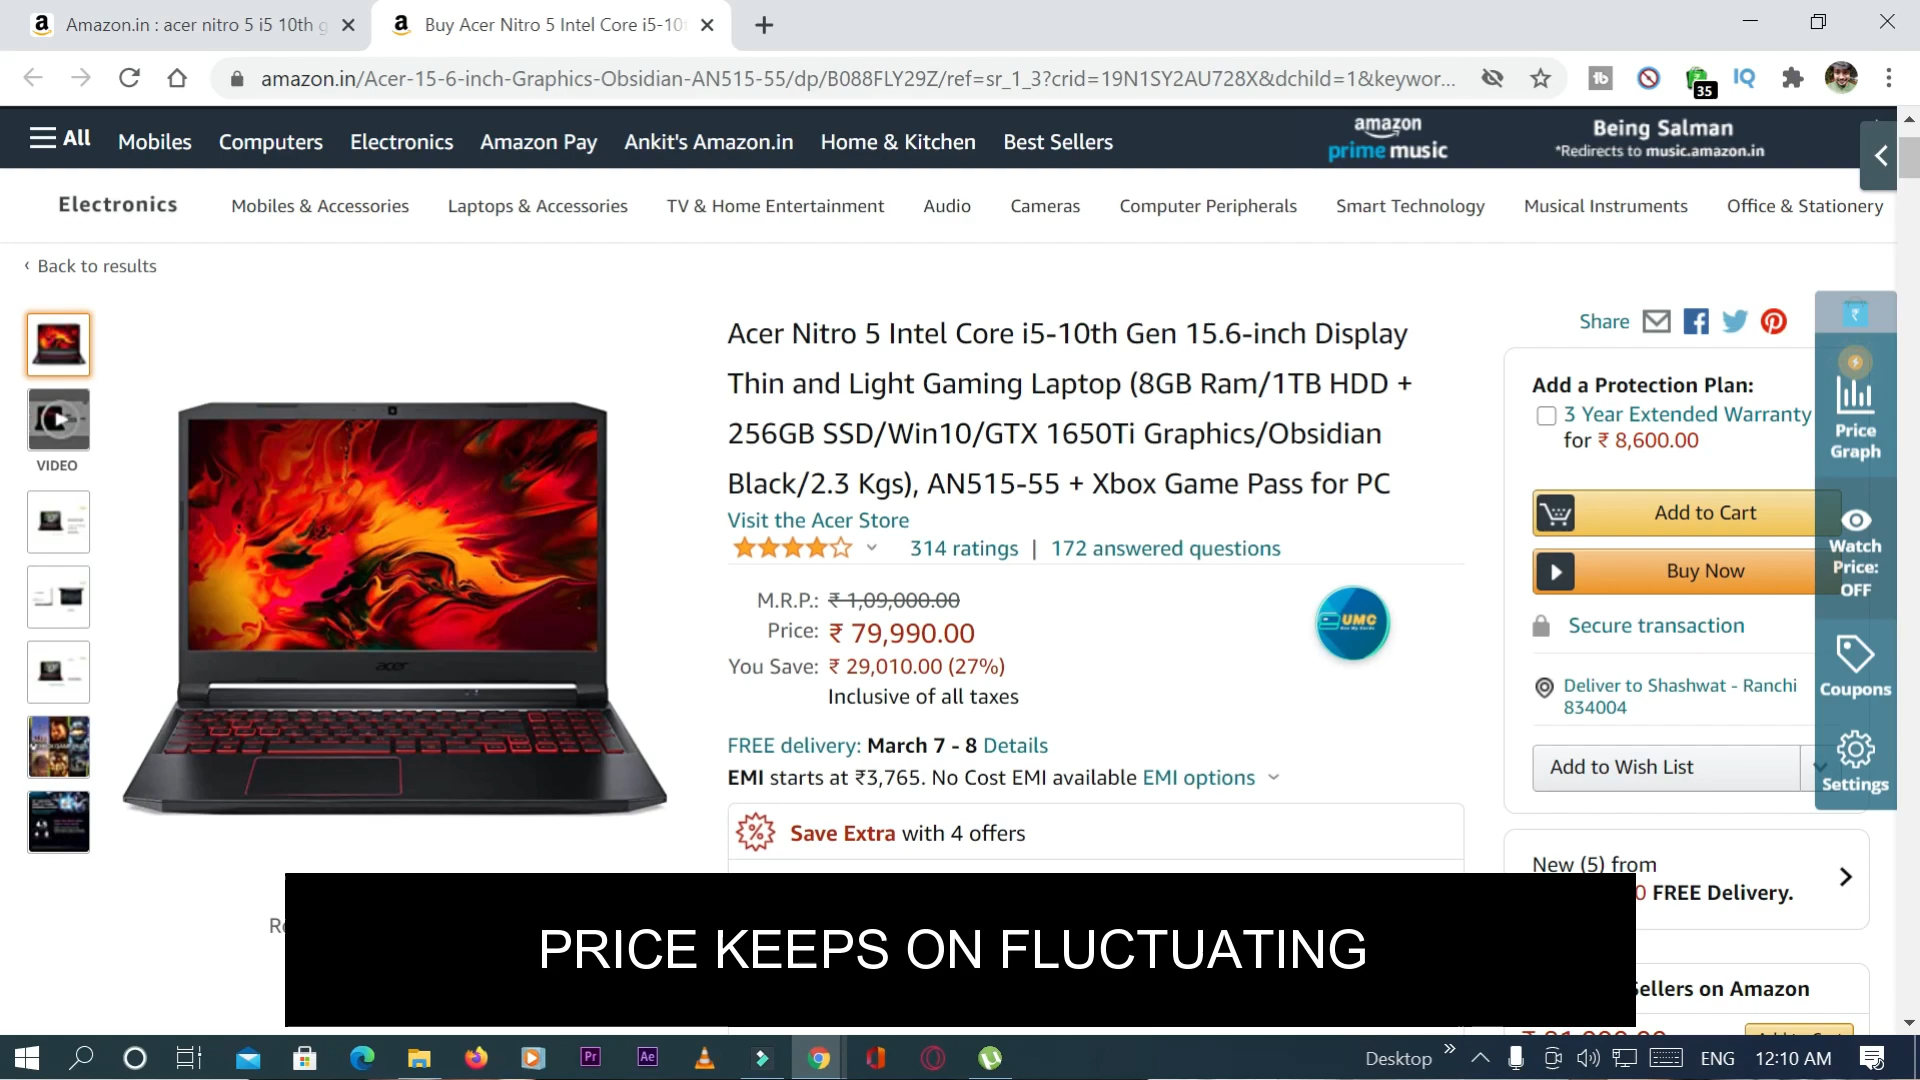 Amazon.in : acer nitro 5 i5 10th g
Buy Acer Nitro 5 Intel Core i5-10t
amazon.in/Acer-15-6-inch-Graphics-Obsidian-AN515-55/dp/B088FLY29Z/ref=sr_1_3?crid=19N1SY2AU728X&dchild=1&keywor...
tb
35
IQ
All
Mobiles
Computers
Electronics
Amazon Pay
Ankit's Amazon.in
Home & Kitchen
Best Sellers
amazon
prime music
Being Salman
*Redirects to music.amazon.in
Electronics
Mobiles & Accessories
Laptops & Accessories
TV & Home Entertainment
Audio
Cameras
Computer Peripherals
Smart Technology
Musical Instruments
Office & Stationery
‹ Back to results
VIDEO
acer
Acer Nitro 5 Intel Core i5-10th Gen 15.6-inch Display
Thin and Light Gaming Laptop (8GB Ram/1TB HDD +
256GB SSD/Win10/GTX 1650Ti Graphics/Obsidian
Black/2.3 Kgs), AN515-55 + Xbox Game Pass for PC
Visit the Acer Store
314 ratings | 172 answered questions
M.R.P.: ₹ 1,09,000.00
Price: ₹ 79,990.00
You Save: ₹ 29,010.00 (27%)
Inclusive of all taxes
UMC
FREE delivery: March 7 - 8 Details
EMI starts at ₹3,765. No Cost EMI available EMI options
Save Extra with 4 offers
Share
Add a Protection Plan:
3 Year Extended Warranty
for ₹ 8,600.00
Add to Cart
Buy Now
Secure transaction
Deliver to Shashwat - Ranchi
834004
Add to Wish List
New (5) from
0 FREE Delivery.
ellers on Amazon
Price
Graph
Watch
Price:
OFF
Coupons
Settings
PRICE KEEPS ON FLUCTUATING
Pr
Ae
Desktop
ENG
12:10 AM